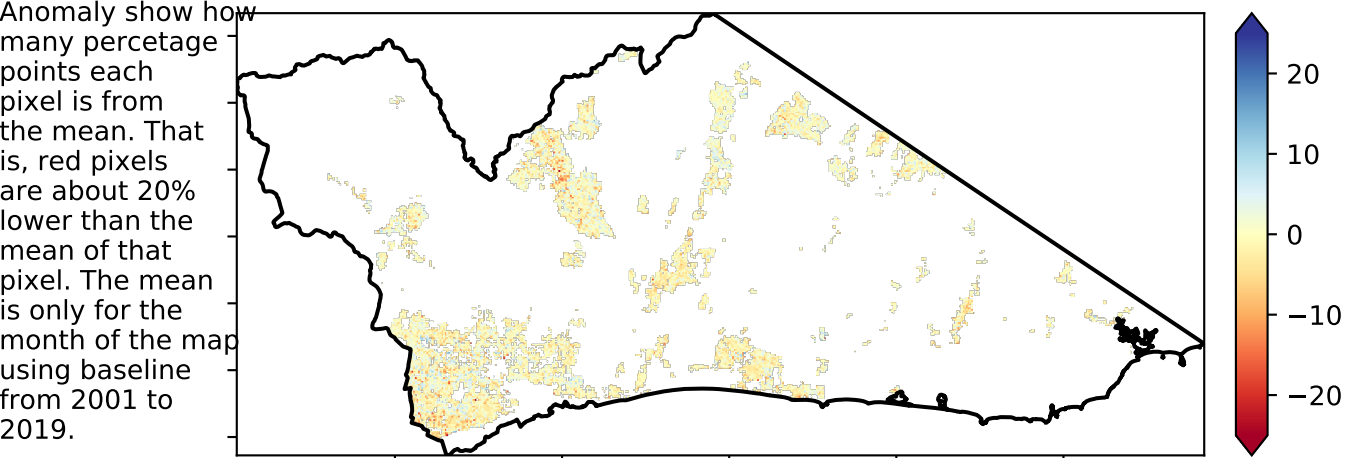 Anomaly show how
many percetage
points each
pixel is from
the mean. That
is, red pixels
are about 20%
lower than the
mean of that
pixel. The mean
is only for the
month of the map
using baseline
from 2001 to
2019.
20
10
0
−10
−20